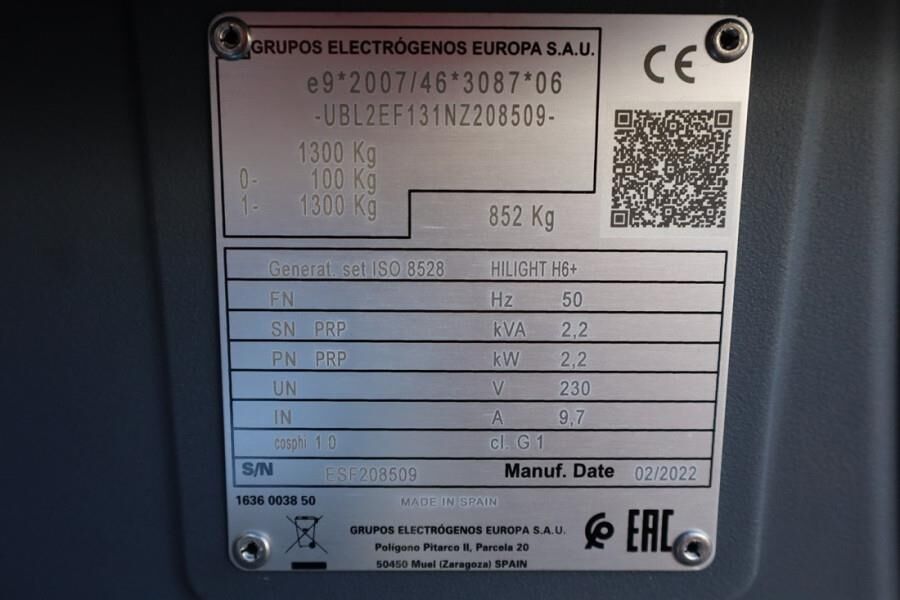 GRUPOS ELECTRÓGENOS EUROPA S.A.U.
CE
e9*2007/46*3087*06
-UBL2EF131NZ208509-
1300 Kg
0- 100 Kg
1- 1300 Kg
852 Kg
Generat. set ISO 8528 HILIGHT H6+
FN Hz 50
SN PRP kVA 2,2
PN PRP kW 2,2
UN V 230
IN A 9,7
cosphi 1.0 cl. G 1
S/N ESF208509 Manuf. Date 02/2022
1636 0038 50 MADE IN SPAIN
GRUPOS ELECTRÓGENOS EUROPA S.A.U.
Polígono Pitarco II, Parcela 20
50450 Muel (Zaragoza) SPAIN
EAC